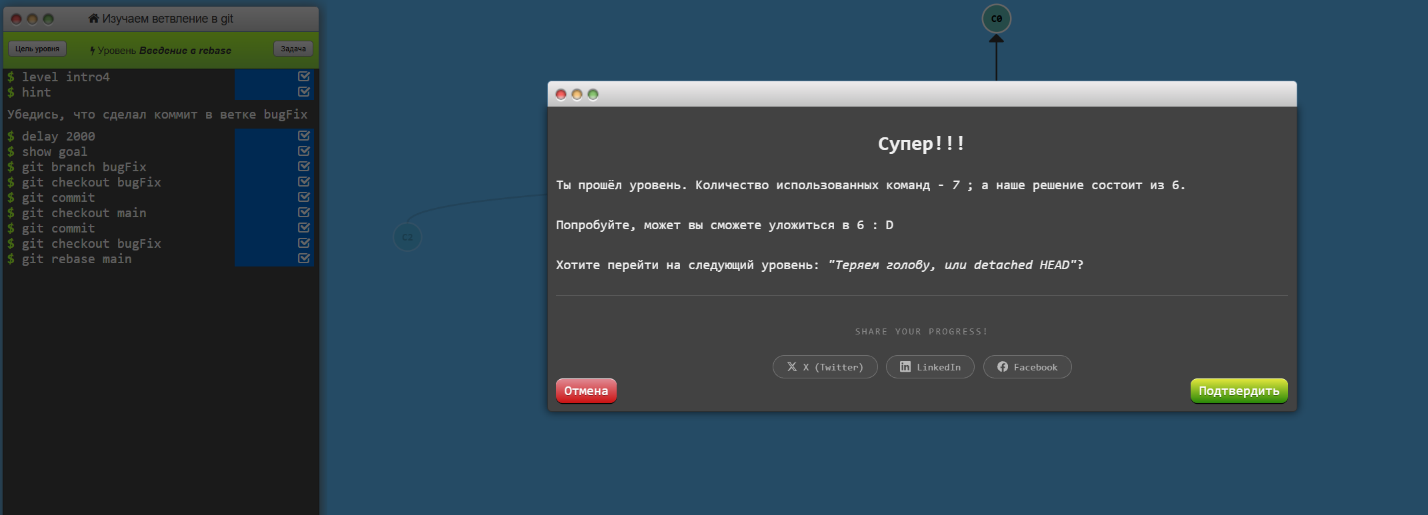 Изучаем ветвление в git
Цель уровня
Уровень Введение в rebase
Задача
$ level intro4
$ hint
Убедись, что сделал коммит в ветке bugFix
$ delay 2000
$ show goal
$ git branch bugFix
$ git checkout bugFix
$ git commit
$ git checkout main
$ git commit
$ git checkout bugFix
$ git rebase main
c0
c2
Супер!!!
Ты прошёл уровень. Количество использованных команд - 7 ; а наше решение состоит из 6.
Попробуйте, может вы сможете уложиться в 6 : D
Хотите перейти на следующий уровень: "Теряем голову, или detached HEAD"?
SHARE YOUR PROGRESS!
X (Twitter)
LinkedIn
Facebook
Отмена
Подтвердить